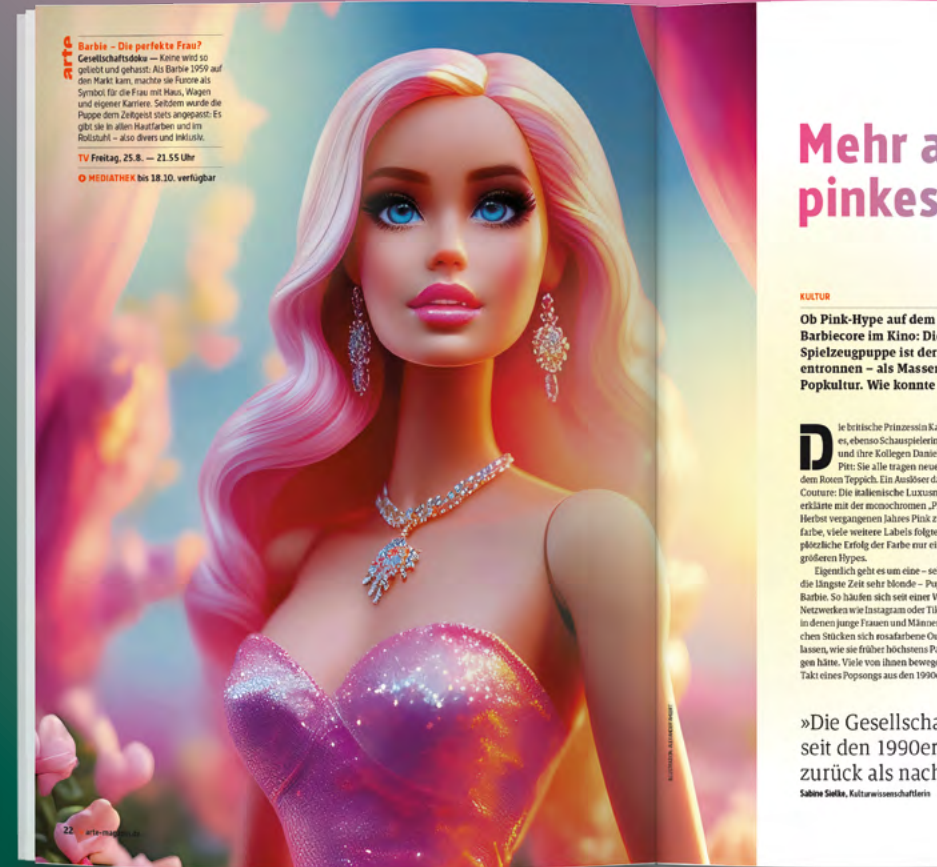 arte
Barbie – Die perfekte Frau?
Gesellschaftsdoku — Keine wird so
geliebt und gehasst: Als Barbie 1959 auf
den Markt kam, machte sie Furore als
Symbol für die Frau mit Haus, Wagen
und eigener Karriere. Seitdem wurde die
Puppe dem Zeitgeist stets angepasst: Es
gibt sie in allen Hautfarben und im
Rollstuhl – also divers und inklusiv.
TV Freitag, 25.8. — 21.55 Uhr
MEDIATHEK bis 18.10. verfügbar
22 arte-magazin.de
Mehr a
pinkes
KULTUR
Ob Pink-Hype auf dem
Barbiecore im Kino: Di
Spielzeugpuppe ist der
entronnen – als Massen
Popkultur. Wie konnte
Die britische Prinzessin Ka
es, ebenso Schauspielerin
und ihre Kollegen Danie
Pitt: Sie alle tragen neue
dem Roten Teppich. Ein Auslöser da
Couture: Die italienische Luxusm
erklärte mit der monochromen „P
Herbst vergangenen Jahres Pink z
farbe, viele weitere Labels folgte
plötzliche Erfolg der Farbe nur ei
größeren Hypes.
Eigentlich geht es um eine – se
die längste Zeit sehr blonde – Pu
Barbie. So häufen sich seit einer W
Netzwerken wie Instagram oder Tik
in denen junge Frauen und Männe
chen Stücken sich rosafarbene Ou
lassen, wie sie früher höchstens Pa
gen hätte. Viele von ihnen bewege
Takt eines Popsongs aus den 1990e
»Die Gesellscha
seit den 1990er
zurück als nach
Sabine Sielke, Kulturwissenschaftlerin